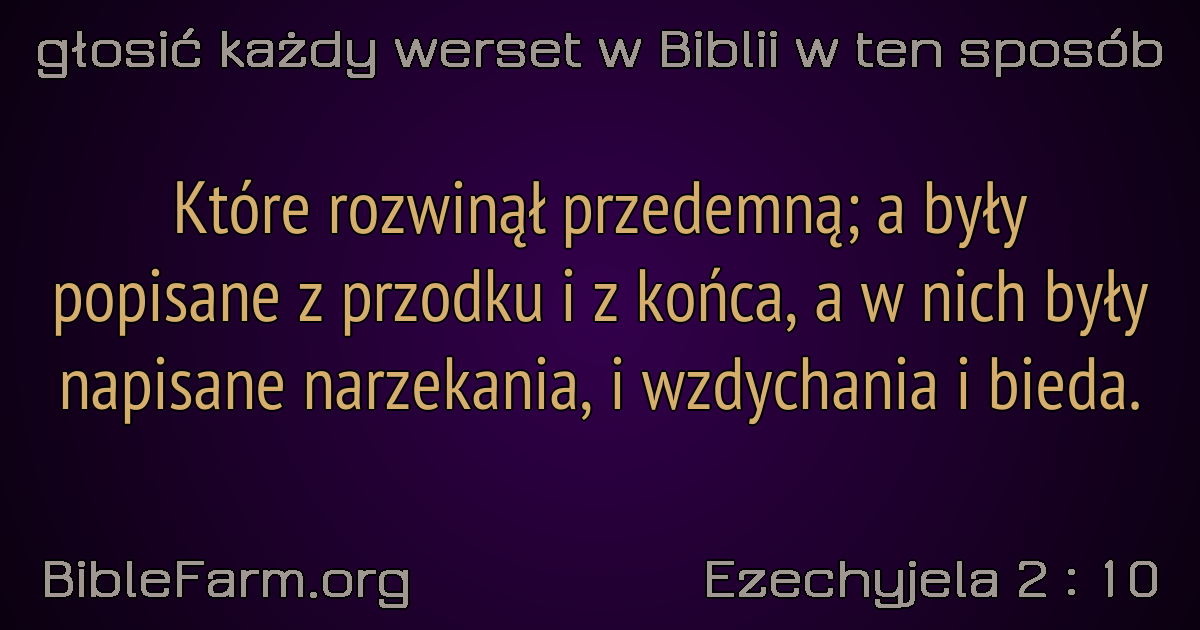 głosić każdy werset w Biblii w ten sposób
Które rozwinął przedemną; a były
popisane z przodku i z końca, a w nich były
napisane narzekania, i wzdychania i bieda.
BibleFarm.org
Ezechyjela 2 : 10